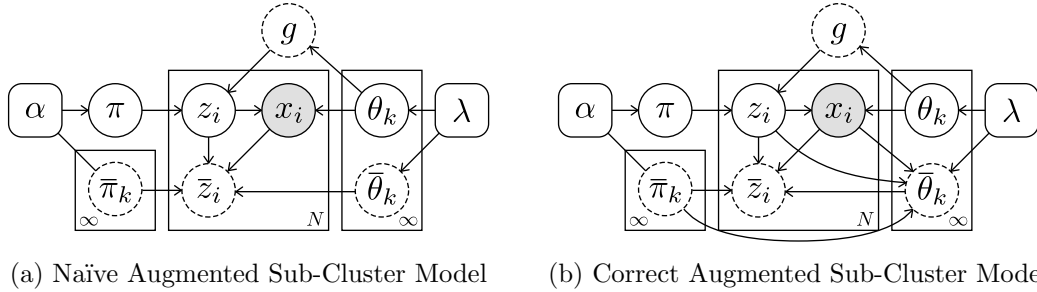 g g
α π z_i x_i θ_k λ α π z_i x_i θ_k λ
π̄_k z̄_i θ̄_k π̄_k z̄_i θ̄_k
∞ N ∞ ∞ N ∞
(a) Naïve Augmented Sub-Cluster Model (b) Correct Augmented Sub-Cluster Mode